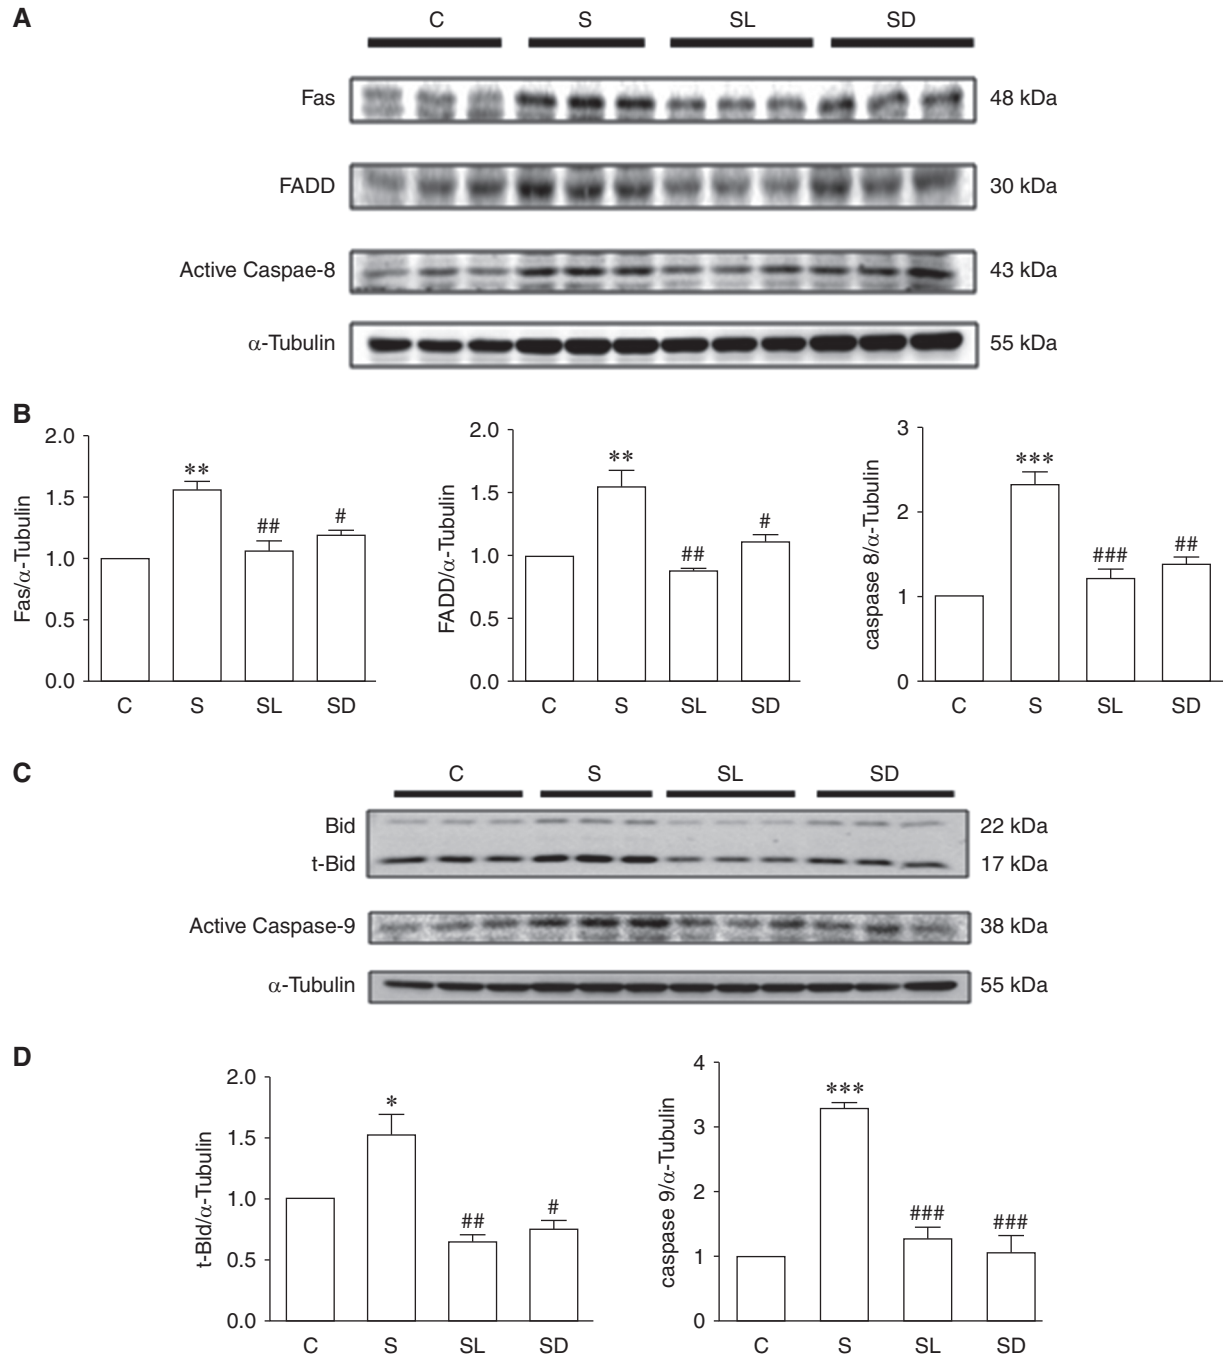 A
C S SL SD
Fas 48 kDa
FADD 30 kDa
Active Caspae-8 43 kDa
α-Tubulin 55 kDa
B
Fas/α-Tubulin
2.0
1.5
1.0
0.5
0.0
**
##
#
C S SL SD
FADD/α-Tubulin
2.0
1.5
1.0
0.5
0.0
**
##
#
C S SL SD
caspase 8/α-Tubulin
3
2
1
0
***
###
##
C S SL SD
C
C S SL SD
Bid 22 kDa
t-Bid 17 kDa
Active Caspase-9 38 kDa
α-Tubulin 55 kDa
D
t-BId/α-Tubulin
2.0
1.5
1.0
0.5
0.0
*
##
#
C S SL SD
caspase 9/α-Tubulin
4
3
2
1
0
***
###
###
C S SL SD